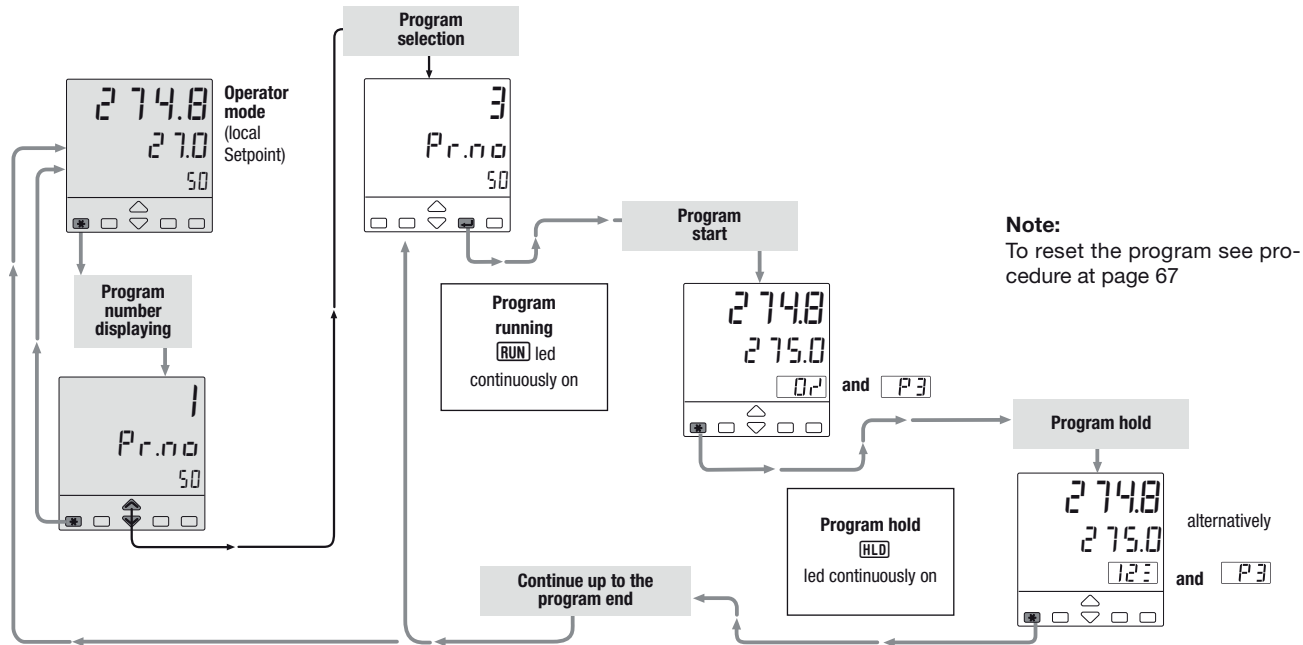 Program
selection
274.8
27.0
50
Operator
mode
(local
Setpoint)
Program
number
displaying
1
Pr.no
50
3
Pr.no
50
Program
running
RUN led
continuously on
Program
start
274.8
275.0
and P3
Note:
To reset the program see pro-
cedure at page 67
Program hold
HLD
led continuously on
Program hold
274.8
275.0
alternatively
and P3
Continue up to the
program end